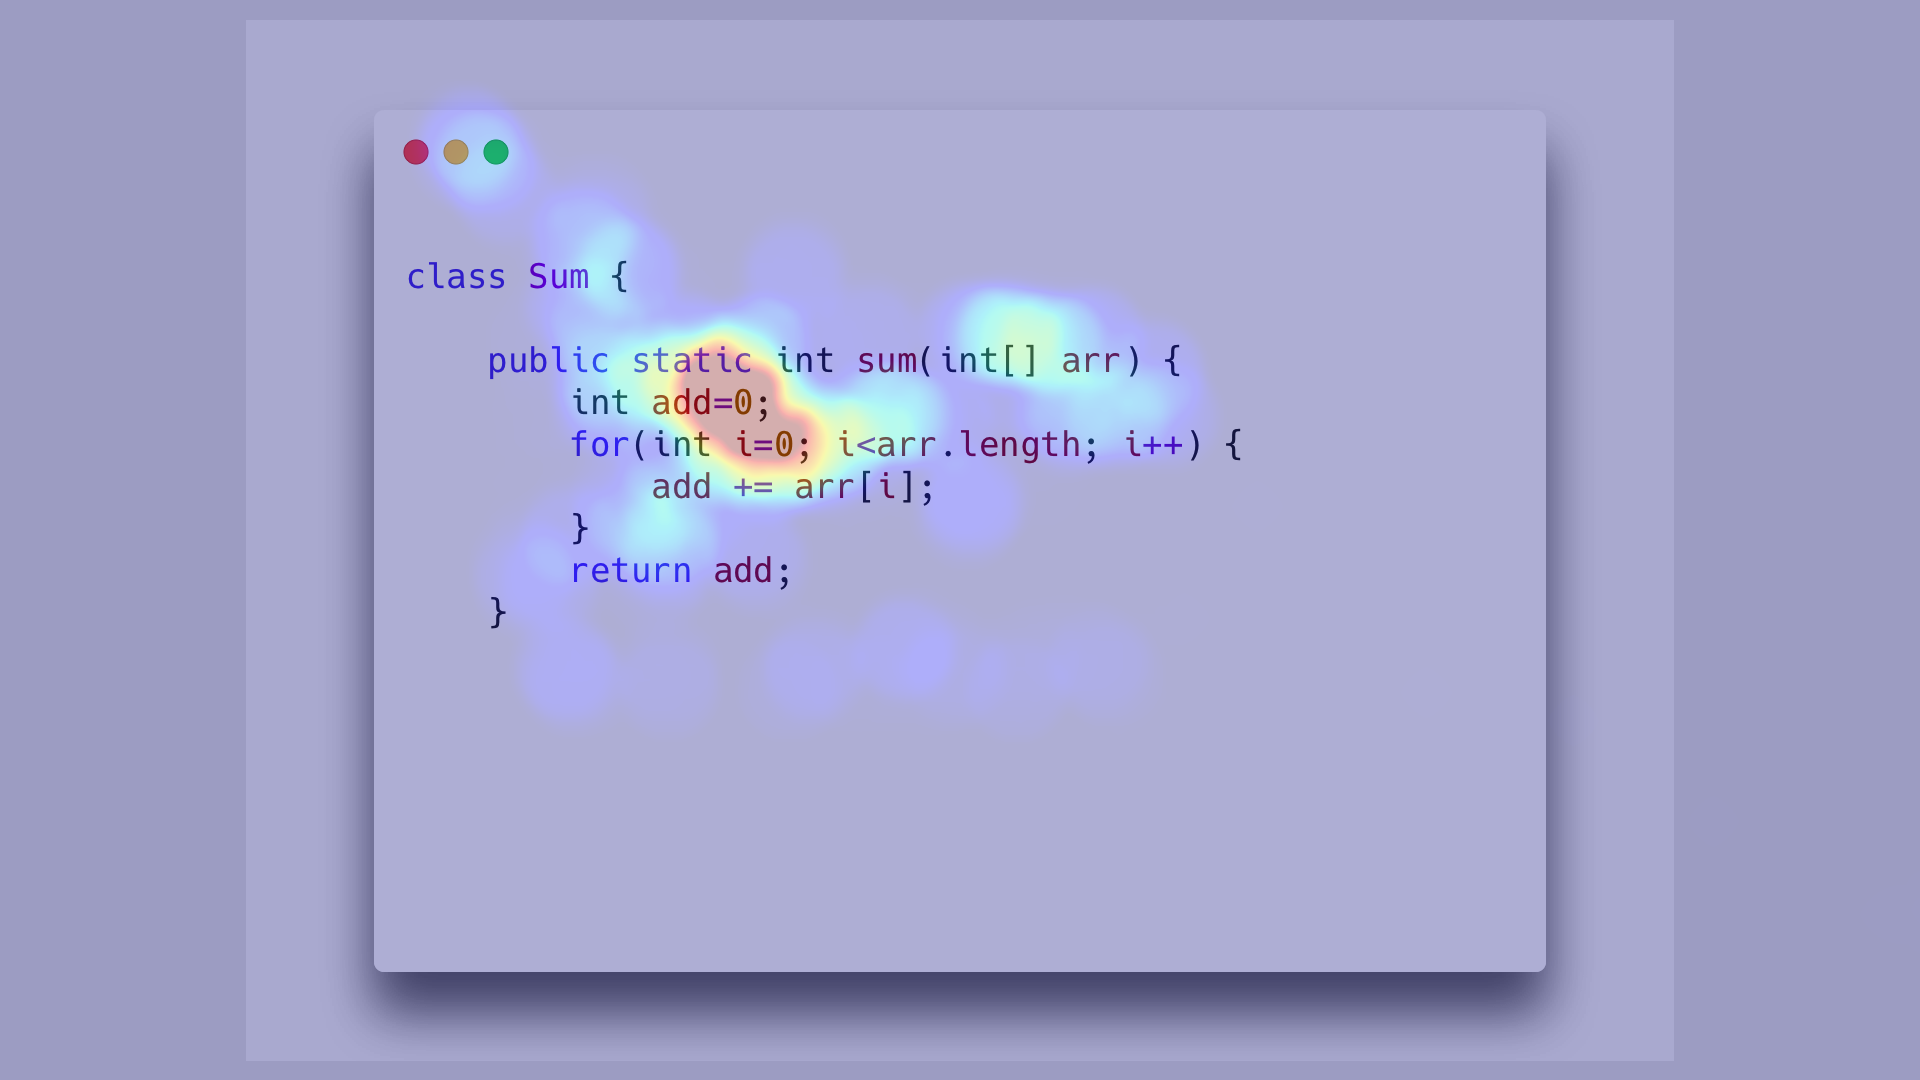 class Sum {
public static int sum(int[] arr) {
int add=0;
for(int i=0; i<arr.length; i++) {
add += arr[i];
}
return add;
}